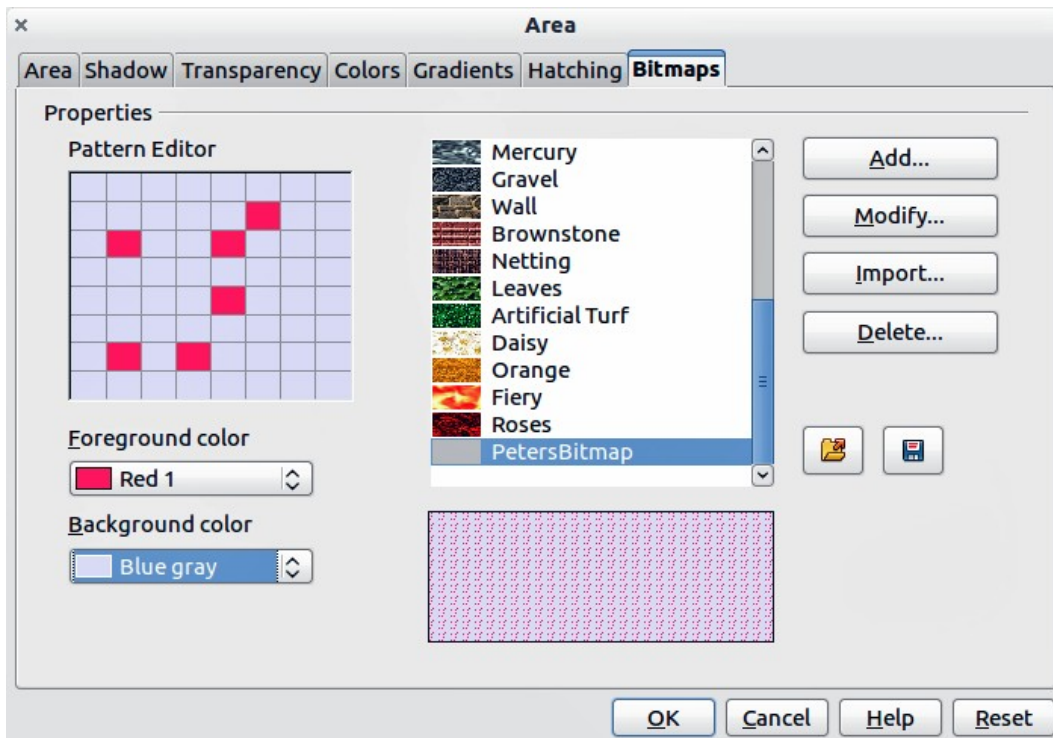 Area
Area Shadow Transparency Colors Gradients Hatching Bitmaps
Properties
Pattern Editor
Foreground color
Red 1
Background color
Blue gray
Mercury
Gravel
Wall
Brownstone
Netting
Leaves
Artificial Turf
Daisy
Orange
Fiery
Roses
PetersBitmap
Add...
Modify...
Import...
Delete...
OK Cancel Help Reset